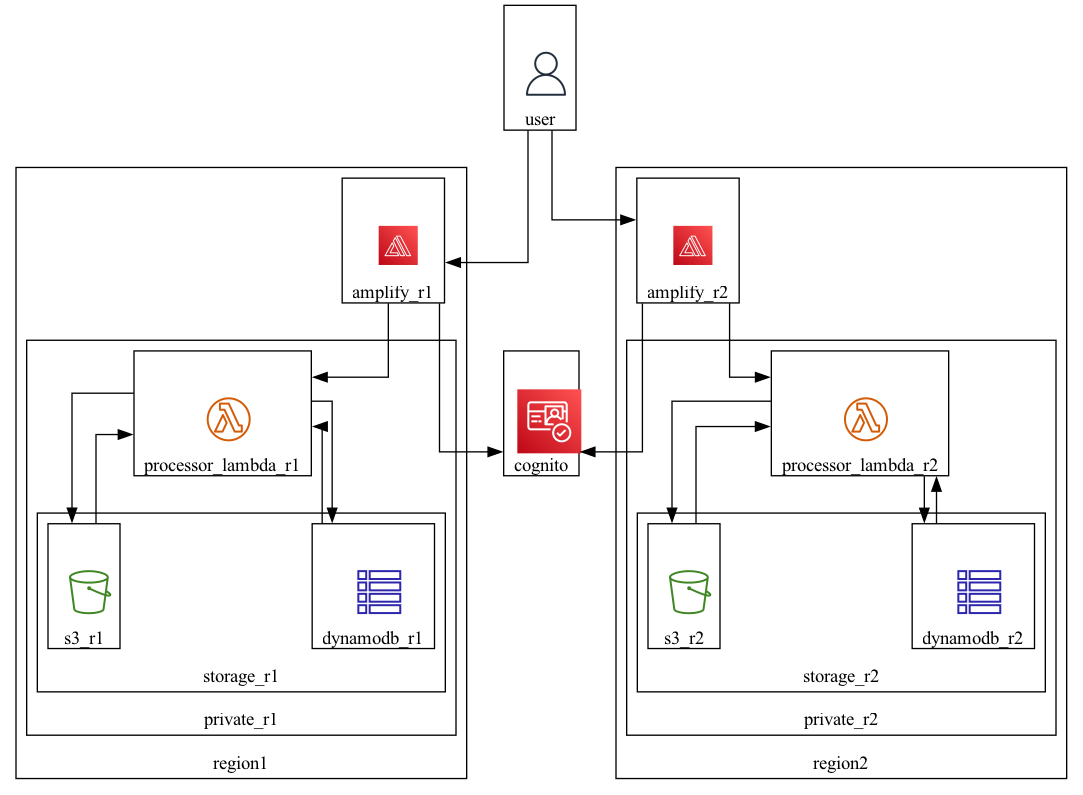 user
amplify_r1
amplify_r2
processor_lambda_r1
cognito
processor_lambda_r2
s3_r1
dynamodb_r1
s3_r2
dynamodb_r2
storage_r1
storage_r2
private_r1
private_r2
region1
region2